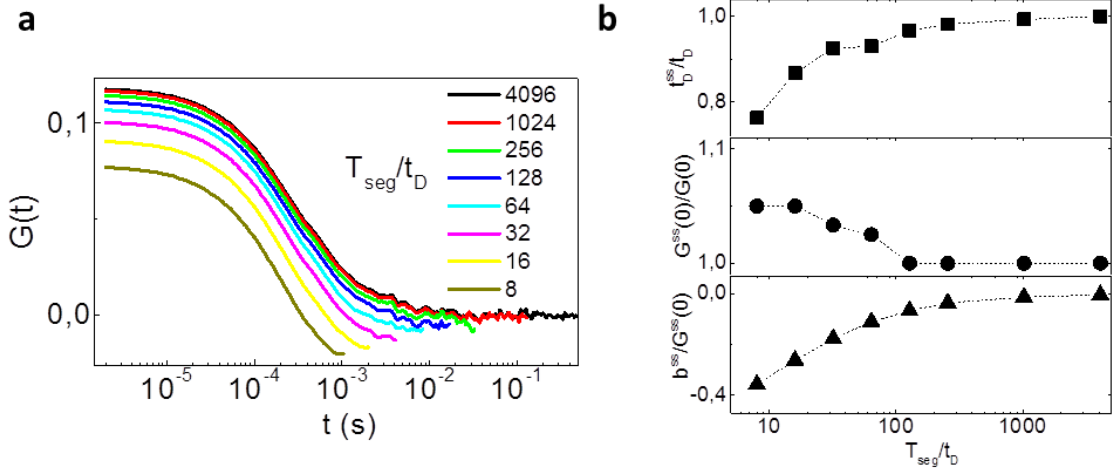 a
G(t)
0,1
0,0
T_seg/t_D
4096
1024
256
128
64
32
16
8
10^-5
10^-4
10^-3
10^-2
10^-1
t (s)
b
t_D^ss/t_D
1,0
0,8
G^ss(0)/G(0)
1,1
1,0
b^ss/G^ss(0)
0,0
-0,4
10
100
1000
T_seg/t_D